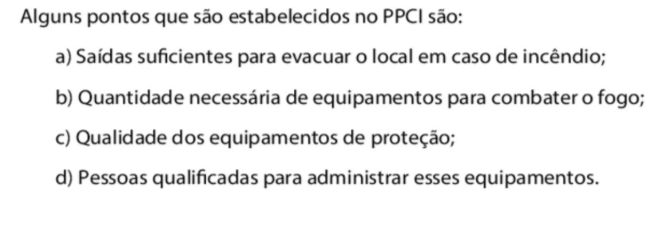 Alguns pontos que são estabelecidos no PPCI são:
a) Saídas suficientes para evacuar o local em caso de incêndio;
b) Quantidade necessária de equipamentos para combater o fogo;
c) Qualidade dos equipamentos de proteção;
d) Pessoas qualificadas para administrar esses equipamentos.